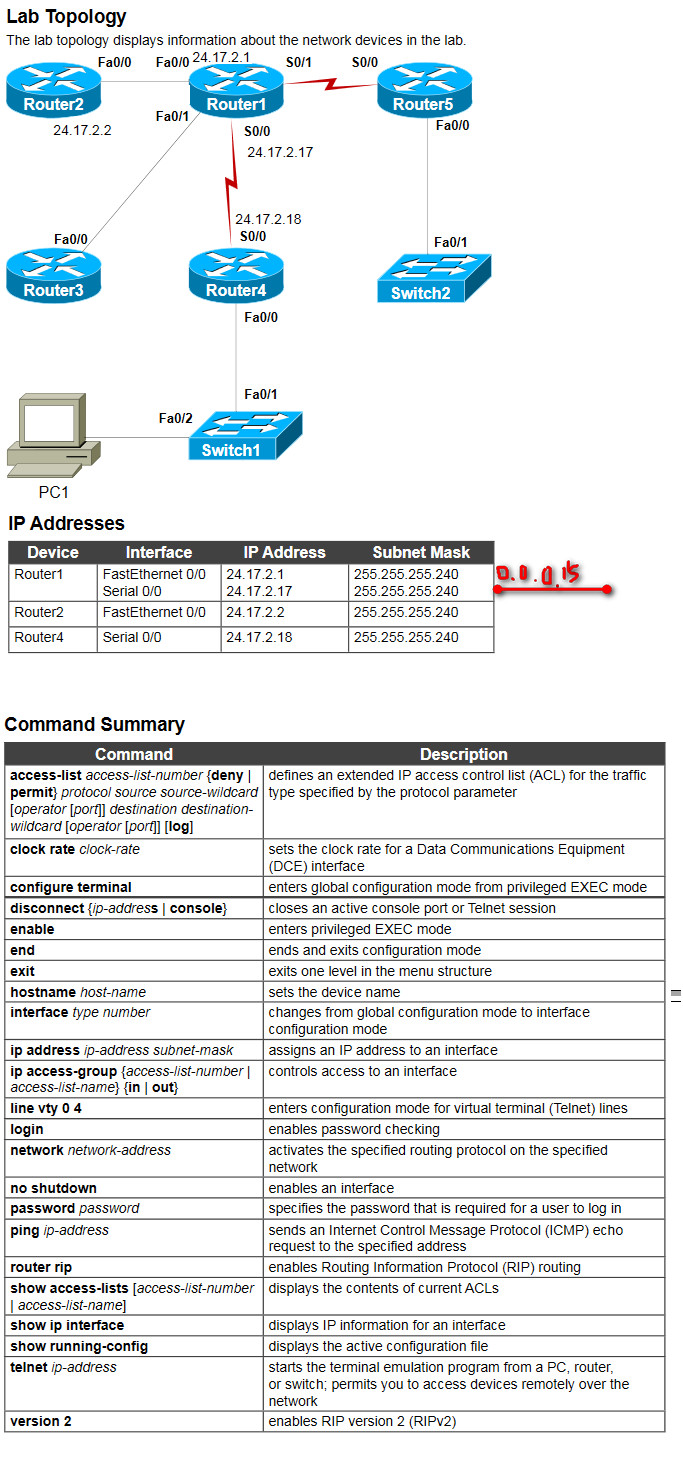 Lab Topology
The lab topology displays information about the network devices in the lab.
Fa0/0 Fa0/0 24.17.2.1 S0/1 S0/0
Router2 Router1 Router5
Fa0/1 Fa0/0
24.17.2.2 S0/0
24.17.2.17
24.17.2.18
Fa0/0 S0/0 Fa0/1
Router3 Router4 Switch2
Fa0/0
Fa0/1
Fa0/2
Switch1
PC1
IP Addresses
Device Interface IP Address Subnet Mask
Router1 FastEthernet 0/0 24.17.2.1 255.255.255.240 0.0.0.15
Serial 0/0 24.17.2.17 255.255.255.240
Router2 FastEthernet 0/0 24.17.2.2 255.255.255.240
Router4 Serial 0/0 24.17.2.18 255.255.255.240
Command Summary
Command Description
access-list access-list-number {deny | defines an extended IP access control list (ACL) for the traffic
permit} protocol source source-wildcard type specified by the protocol parameter
[operator [port]] destination destination-
wildcard [operator [port]] [log]
clock rate clock-rate sets the clock rate for a Data Communications Equipment
(DCE) interface
configure terminal enters global configuration mode from privileged EXEC mode
disconnect {ip-address | console} closes an active console port or Telnet session
enable enters privileged EXEC mode
end ends and exits configuration mode
exit exits one level in the menu structure
hostname host-name sets the device name
interface type number changes from global configuration mode to interface
configuration mode
ip address ip-address subnet-mask assigns an IP address to an interface
ip access-group {access-list-number | controls access to an interface
access-list-name} {in | out}
line vty 0 4 enters configuration mode for virtual terminal (Telnet) lines
login enables password checking
network network-address activates the specified routing protocol on the specified
network
no shutdown enables an interface
password password specifies the password that is required for a user to log in
ping ip-address sends an Internet Control Message Protocol (ICMP) echo
request to the specified address
router rip enables Routing Information Protocol (RIP) routing
show access-lists [access-list-number displays the contents of current ACLs
| access-list-name]
show ip interface displays IP information for an interface
show running-config displays the active configuration file
telnet ip-address starts the terminal emulation program from a PC, router,
or switch; permits you to access devices remotely over the
network
version 2 enables RIP version 2 (RIPv2)